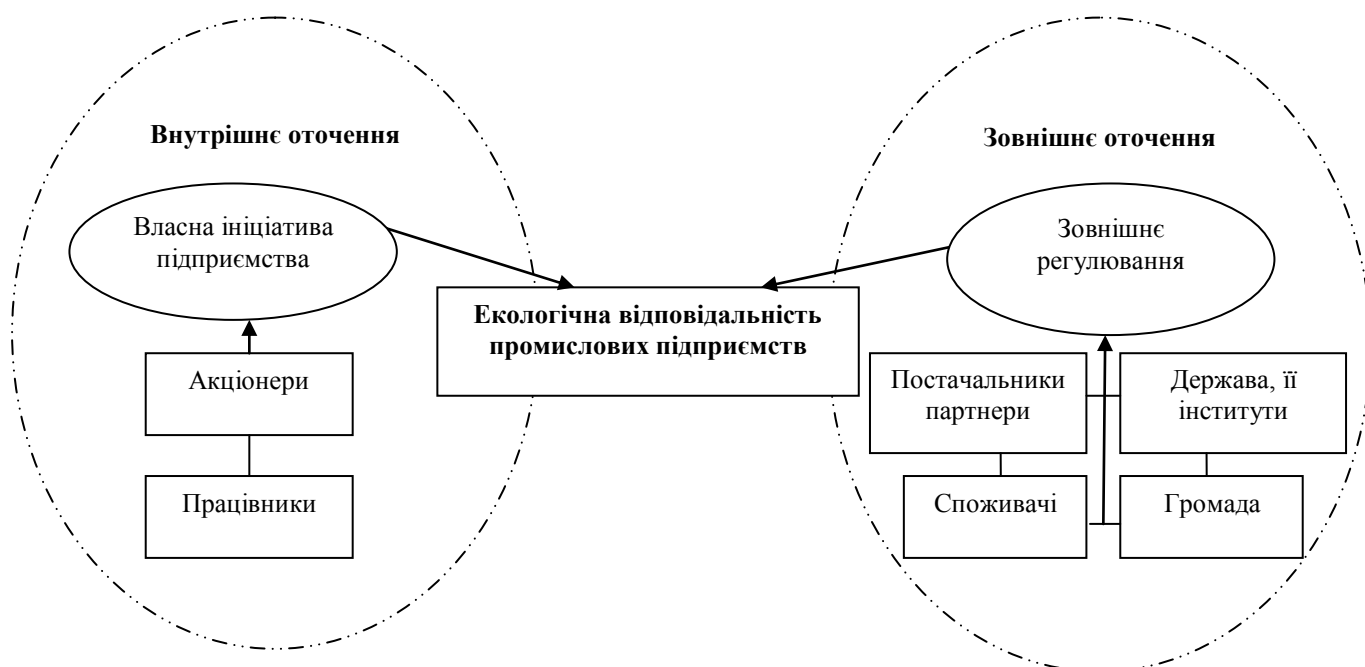 Внутрішнє оточення
Власна ініціатива
підприємства
Акціонери
Працівники
Екологічна відповідальність
промислових підприємств
Зовнішнє оточення
Зовнішнє
регулювання
Постачальники
партнери
Держава, її
інститути
Споживачі
Громада